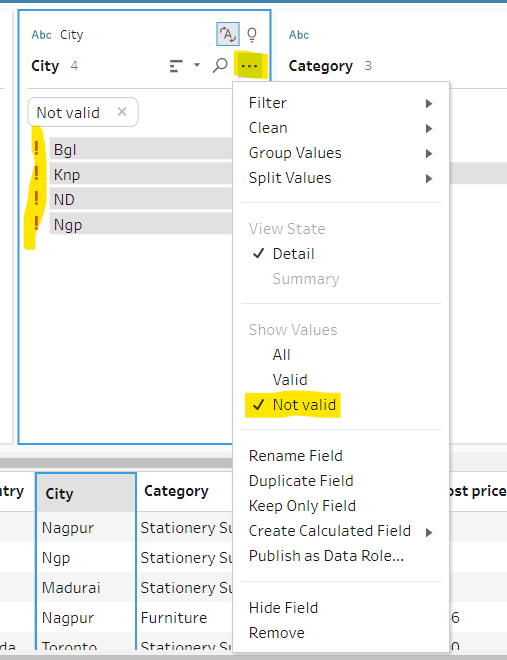 Abc City
Abc
City 4
Category 3
Not valid
! Bgl
! Knp
! ND
! Ngp
Filter
Clean
Group Values
Split Values
View State
✓ Detail
Summary
Show Values
All
Valid
✓ Not valid
Rename Field
Duplicate Field
Keep Only Field
Create Calculated Field
Publish as Data Role...
Hide Field
Remove
ntry City Category ost price
Nagpur Stationery Su
Ngp Stationery Su
Madurai Stationery Su
Nagpur Furniture 6
da Toronto Stationery Su 0